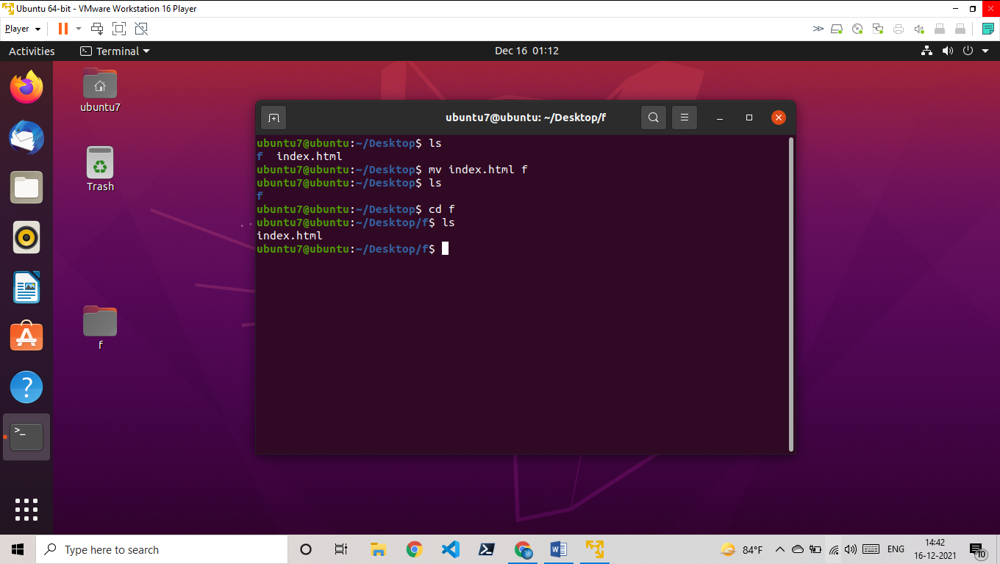 Ubuntu 64-bit - VMware Workstation 16 Player
Player
Activities
Terminal
Dec 16 01:12
ubuntu7
Trash
f
ubuntu7@ubuntu: ~/Desktop/f
ubuntu7@ubuntu:~/Desktop$ ls
f index.html
ubuntu7@ubuntu:~/Desktop$ mv index.html f
ubuntu7@ubuntu:~/Desktop$ ls
f
ubuntu7@ubuntu:~/Desktop$ cd f
ubuntu7@ubuntu:~/Desktop/f$ ls
index.html
ubuntu7@ubuntu:~/Desktop/f$
Type here to search
84°F
ENG
14:42
16-12-2021
10